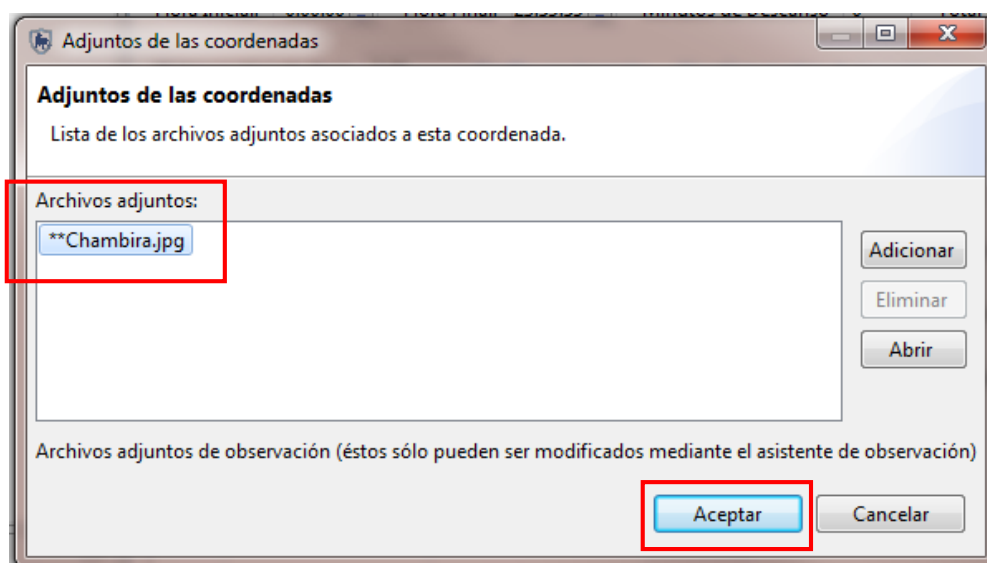 Adjuntos de las coordenadas
Adjuntos de las coordenadas
Lista de los archivos adjuntos asociados a esta coordenada.
Archivos adjuntos:
**Chambira.jpg
Adicionar
Eliminar
Abrir
Archivos adjuntos de observación (éstos sólo pueden ser modificados mediante el asistente de observación)
Aceptar
Cancelar